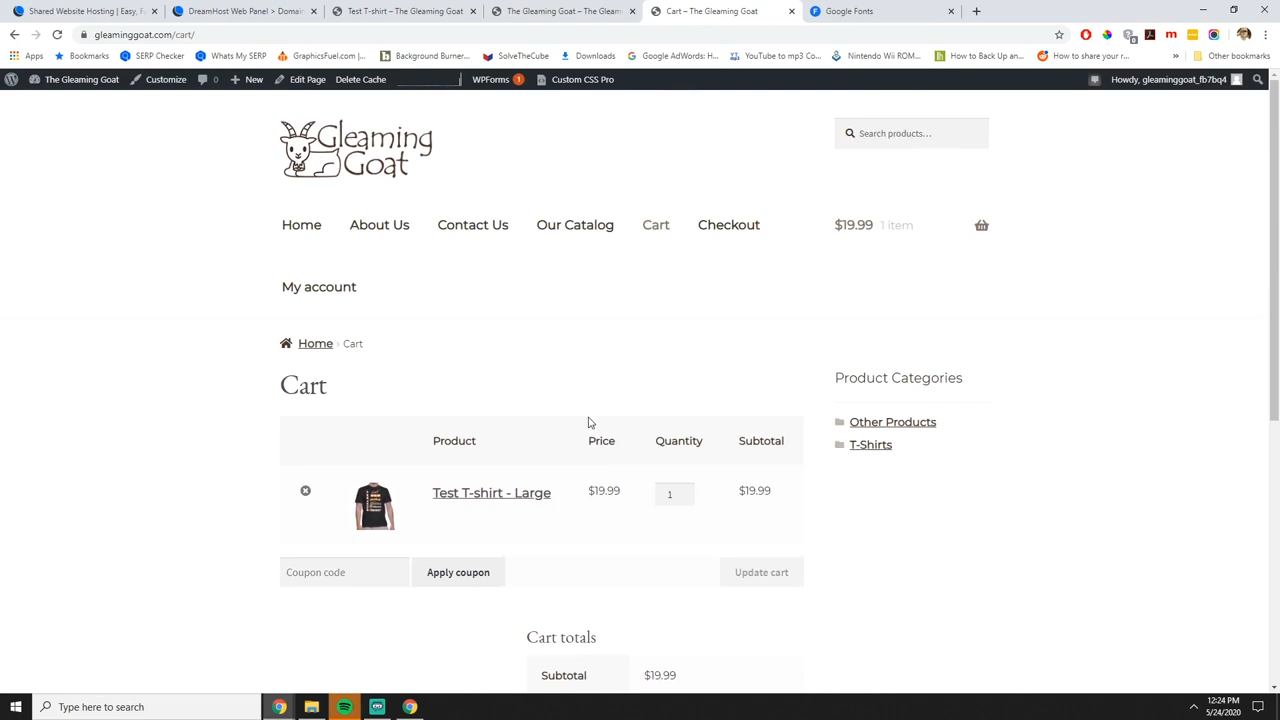 Shared Website Hosting | Easy, F
DreamHost Web Panel > Domain
Test T-shirt – The Gleaming Goat
The Gleaming Goat – The Gleami
Cart – The Gleaming Goat
Google Fonts
gleaminggoat.com/cart/
Apps
Bookmarks
SERP Checker
Whats My SERP
GraphicsFuel.com |...
Background Burner...
SolveTheCube
Downloads
Google AdWords: H...
YouTube to mp3 Co...
Nintendo Wii ROM...
How to Back Up an...
How to share your r...
»
Other bookmarks
The Gleaming Goat
Customize
0
New
Edit Page
Delete Cache
WPForms 1
Custom CSS Pro
Howdy, gleaminggoat_fb7bq4
Gleaming
Goat
Search products…
Home
About Us
Contact Us
Our Catalog
Cart
Checkout
$19.99 1 item
My account
Home › Cart
Cart
Product Categories
Other Products
T-Shirts
Product
Price
Quantity
Subtotal
Test T-shirt - Large
$19.99
1
$19.99
Coupon code
Apply coupon
Update cart
Cart totals
Subtotal
$19.99
Type here to search
12:24 PM
5/24/2020